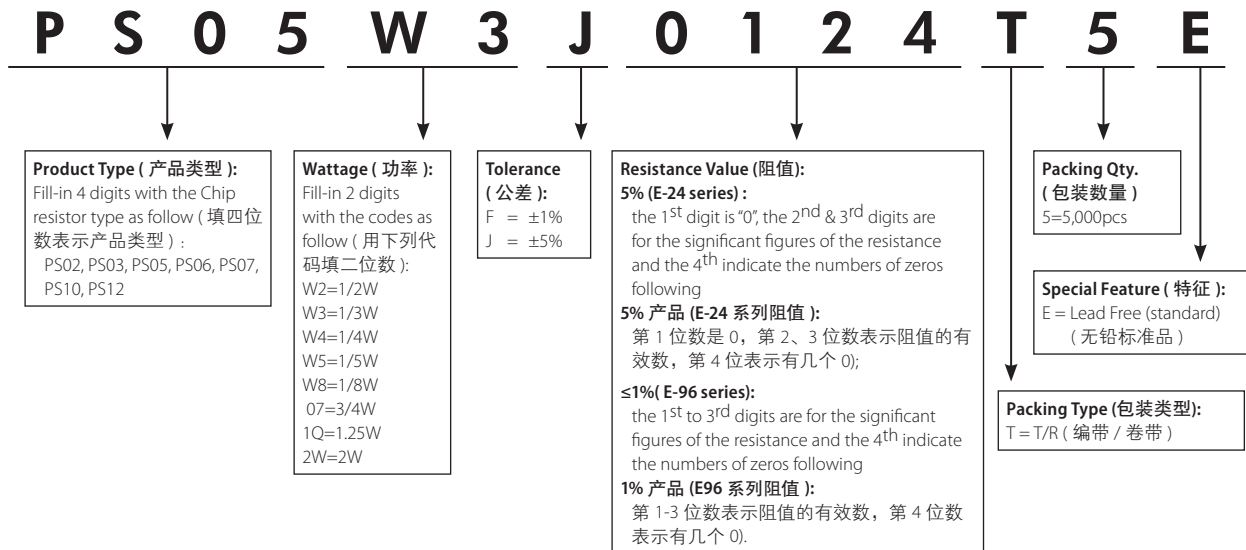 P S 0 5 W 3 J 0 1 2 4 T 5 E
Product Type ( 产品类型 ):
Fill-in 4 digits with the Chip
resistor type as follow ( 填四位
数表示产品类型 ) :
PS02, PS03, PS05, PS06, PS07,
PS10, PS12
Wattage ( 功率 ):
Fill-in 2 digits
with the codes as
follow ( 用下列代
码填二位数 ):
W2=1/2W
W3=1/3W
W4=1/4W
W5=1/5W
W8=1/8W
07=3/4W
1Q=1.25W
2W=2W
Tolerance
( 公差 ):
F = ±1%
J = ±5%
Resistance Value (阻值):
5% (E-24 series) :
the 1st digit is “0”, the 2nd & 3rd digits are
for the significant figures of the resistance
and the 4th indicate the numbers of zeros
following
5% 产品 (E-24 系列阻值 ):
第 1 位数是 0，第 2、3 位数表示阻值的有
效数，第 4 位表示有几个 0);
≤1%( E-96 series):
the 1st to 3rd digits are for the significant
figures of the resistance and the 4th indicate
the numbers of zeros following
1% 产品 (E96 系列阻值 ):
第 1-3 位数表示阻值的有效数，第 4 位数
表示有几个 0).
Packing Qty.
( 包装数量 )
5=5,000pcs
Special Feature ( 特征 ):
E = Lead Free (standard)
( 无铅标准品 )
Packing Type (包装类型):
T = T/R ( 编带 / 卷带 )